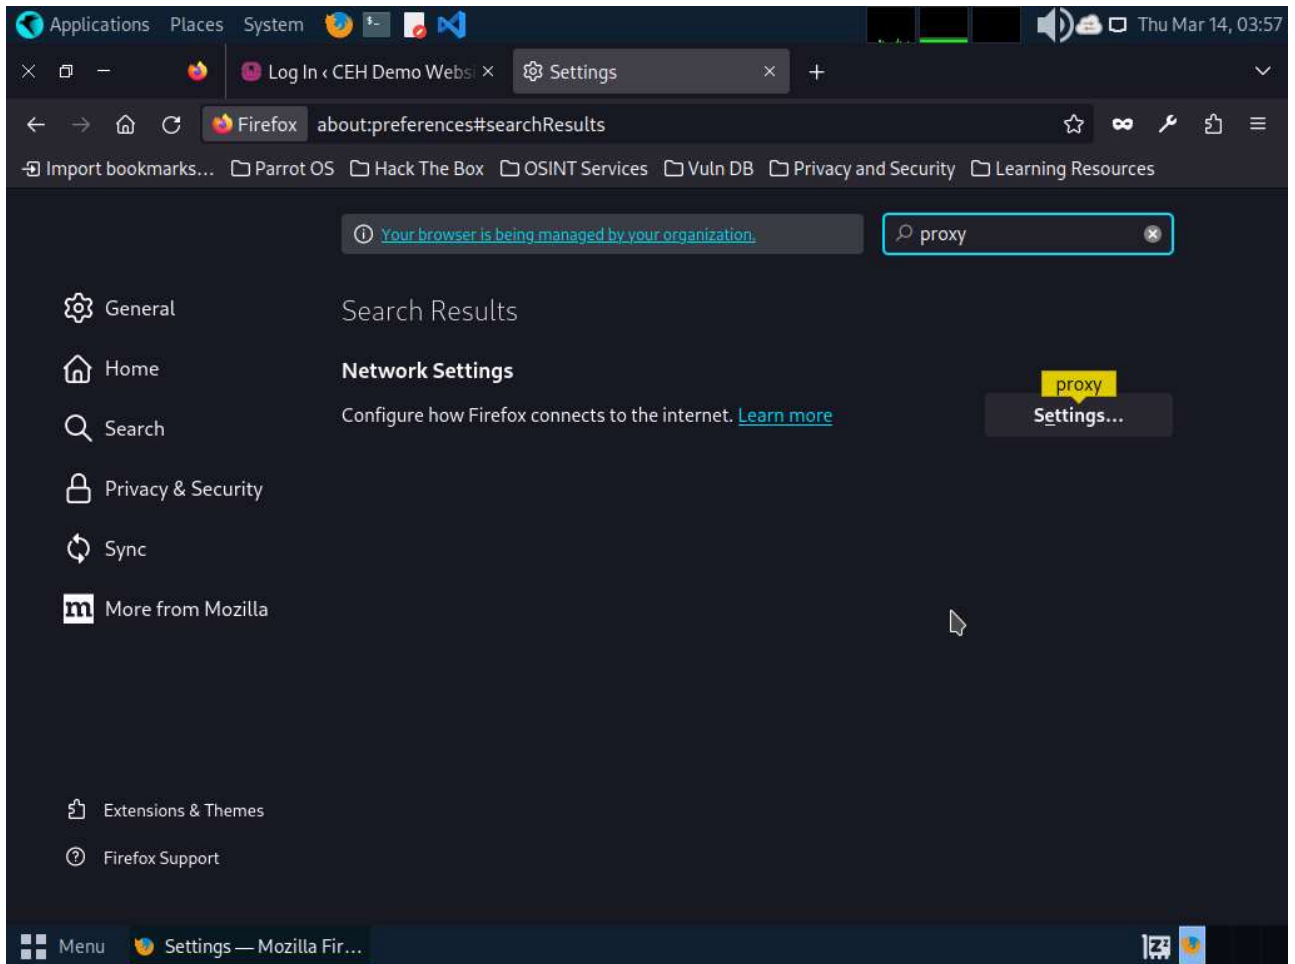 Applications Places System Thu Mar 14, 03:57
Log In ‹ CEH Demo Websi Settings
Firefox about:preferences#searchResults
Import bookmarks... Parrot OS Hack The Box OSINT Services Vuln DB Privacy and Security Learning Resources
Your browser is being managed by your organization. proxy
General
Search Results
Home
Network Settings
proxy
Configure how Firefox connects to the internet. Learn more Settings...
Search
Privacy & Security
Sync
m More from Mozilla
Extensions & Themes
Firefox Support
Menu Settings — Mozilla Fir...